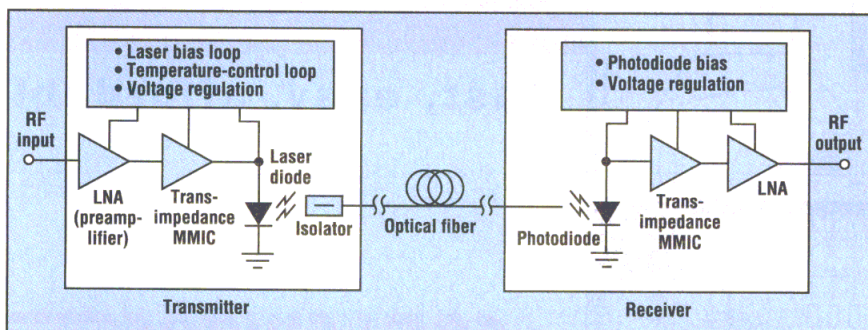 • Laser bias loop
• Temperature-control loop
• Voltage regulation
• Photodiode bias
• Voltage regulation
RF
input
RF
output
Laser
diode
LNA
(preamp-
lifier)
Trans-
impedance
MMIC
Isolator
Optical fiber
Photodiode
Trans-
impedance
MMIC
LNA
Transmitter
Receiver